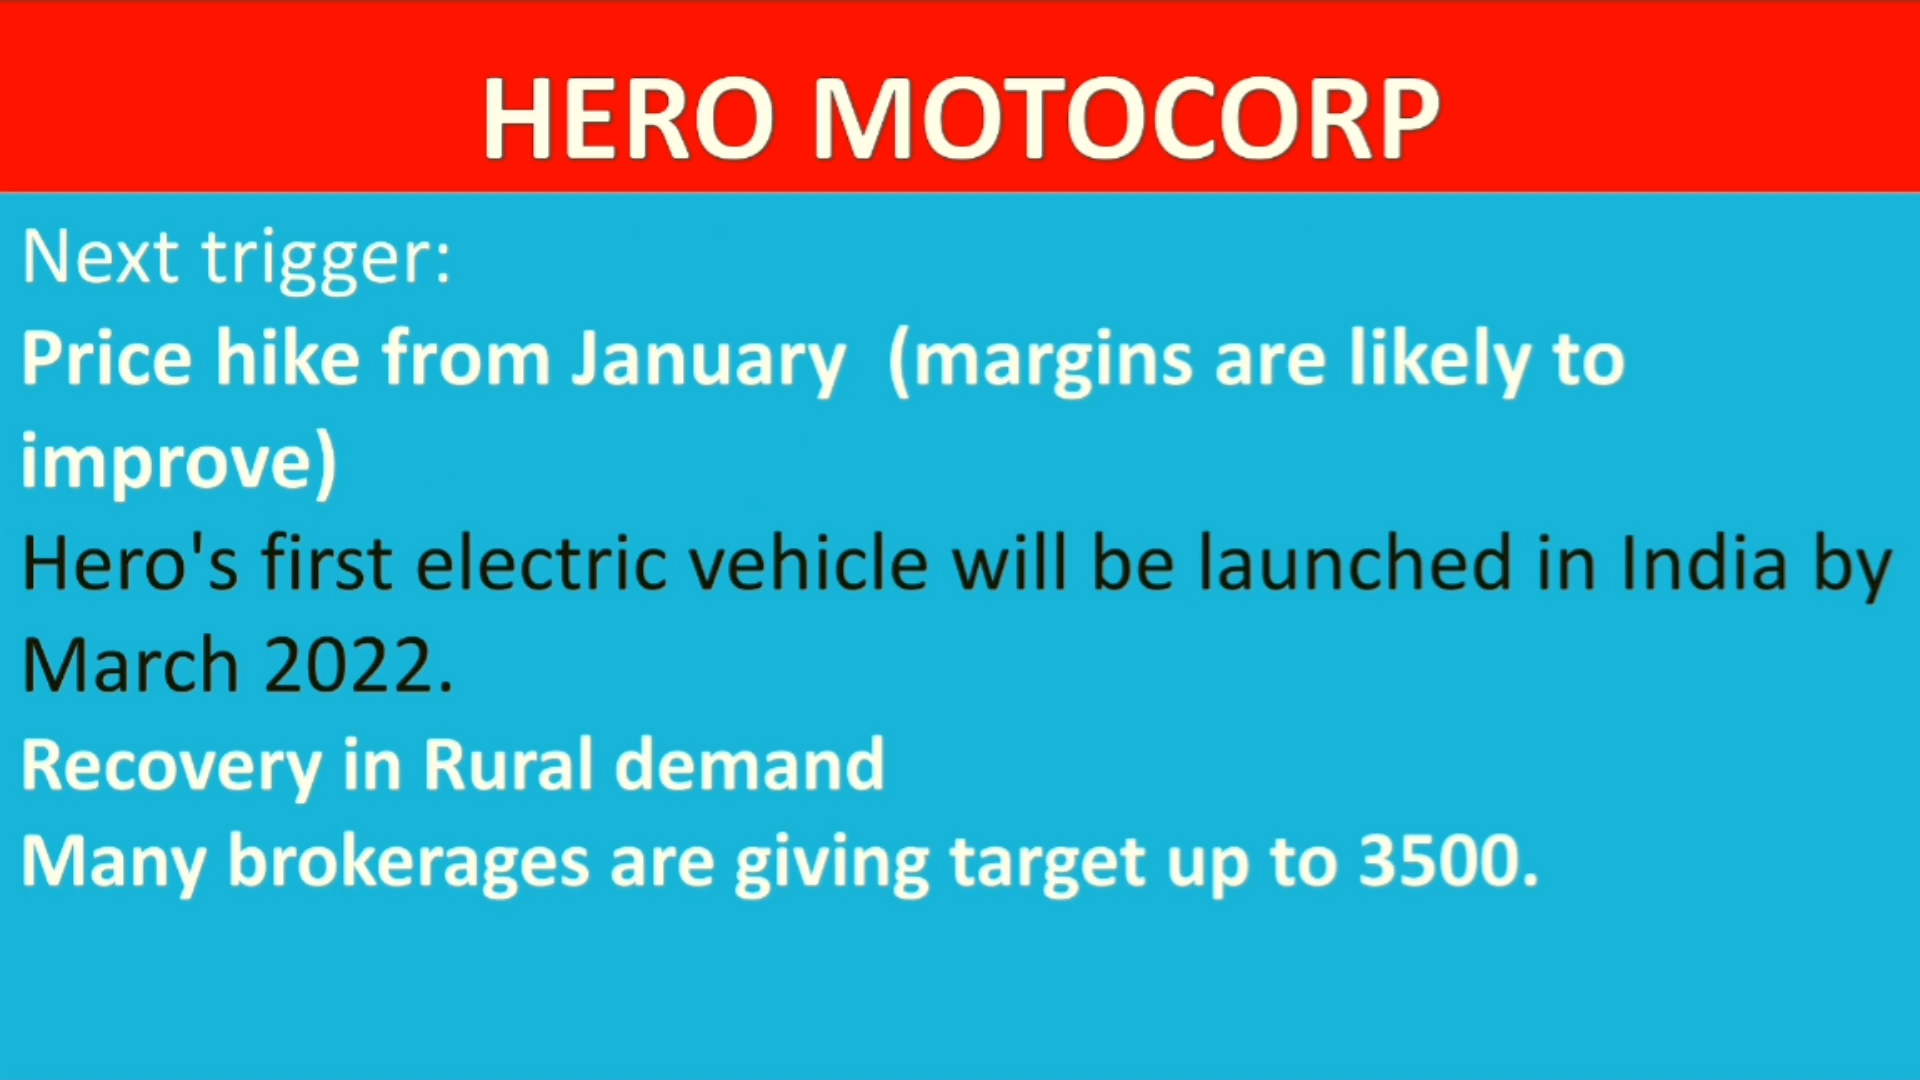 HERO MOTOCORP
Next trigger:
Price hike from January  (margins are likely to
improve)
Hero's first electric vehicle will be launched in India by
March 2022.
Recovery in Rural demand
Many brokerages are giving target up to 3500.